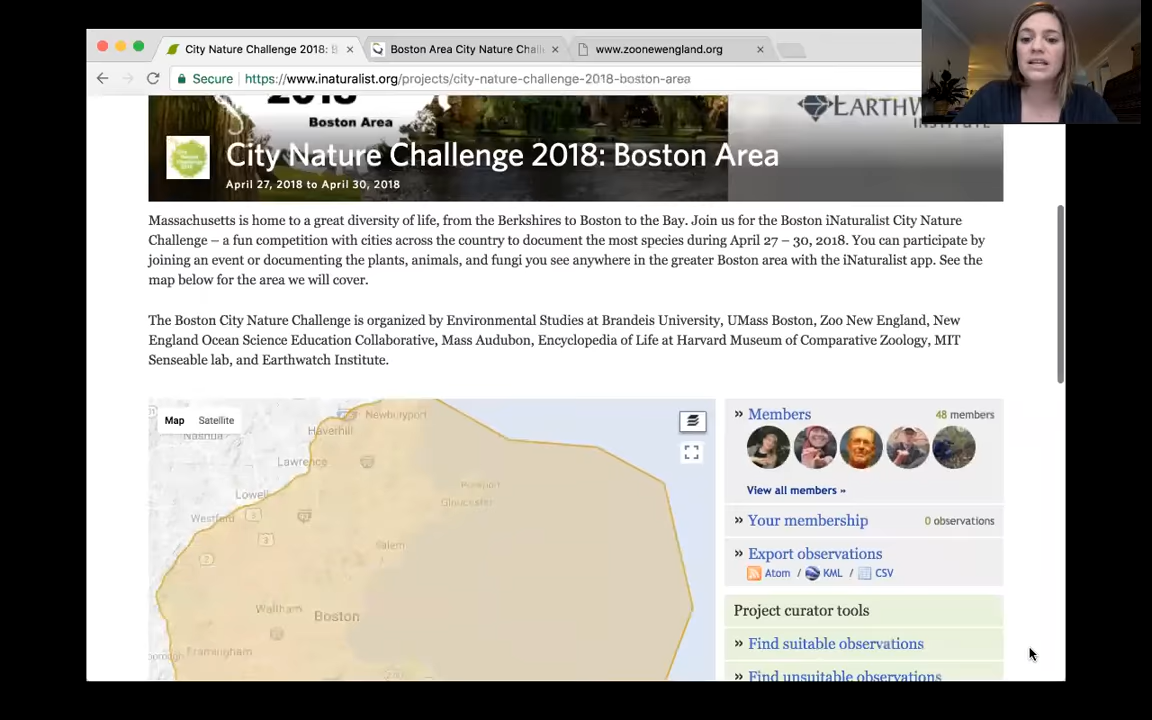 City Nature Challenge 2018: B
Boston Area City Nature Chall
www.zoonewengland.org
Secure
https://www.inaturalist.org/projects/city-nature-challenge-2018-boston-area
2018
Boston Area
EARTHW
INSTITUTE
City Nature Challenge 2018: Boston Area
April 27, 2018 to April 30, 2018
Massachusetts is home to a great diversity of life, from the Berkshires to Boston to the Bay. Join us for the Boston iNaturalist City Nature
Challenge – a fun competition with cities across the country to document the most species during April 27 – 30, 2018. You can participate by
joining an event or documenting the plants, animals, and fungi you see anywhere in the greater Boston area with the iNaturalist app. See the
map below for the area we will cover.
The Boston City Nature Challenge is organized by Environmental Studies at Brandeis University, UMass Boston, Zoo New England, New
England Ocean Science Education Collaborative, Mass Audubon, Encyclopedia of Life at Harvard Museum of Comparative Zoology, MIT
Senseable lab, and Earthwatch Institute.
Map
Satellite
Nashua
Newburyport
Haverhill
Lawrence
Lowell
Westford
Rockport
Gloucester
Salem
Waltham
Boston
Framingham
» Members
48 members
View all members »
» Your membership
0 observations
» Export observations
Atom / KML / CSV
Project curator tools
» Find suitable observations
» Find unsuitable observations